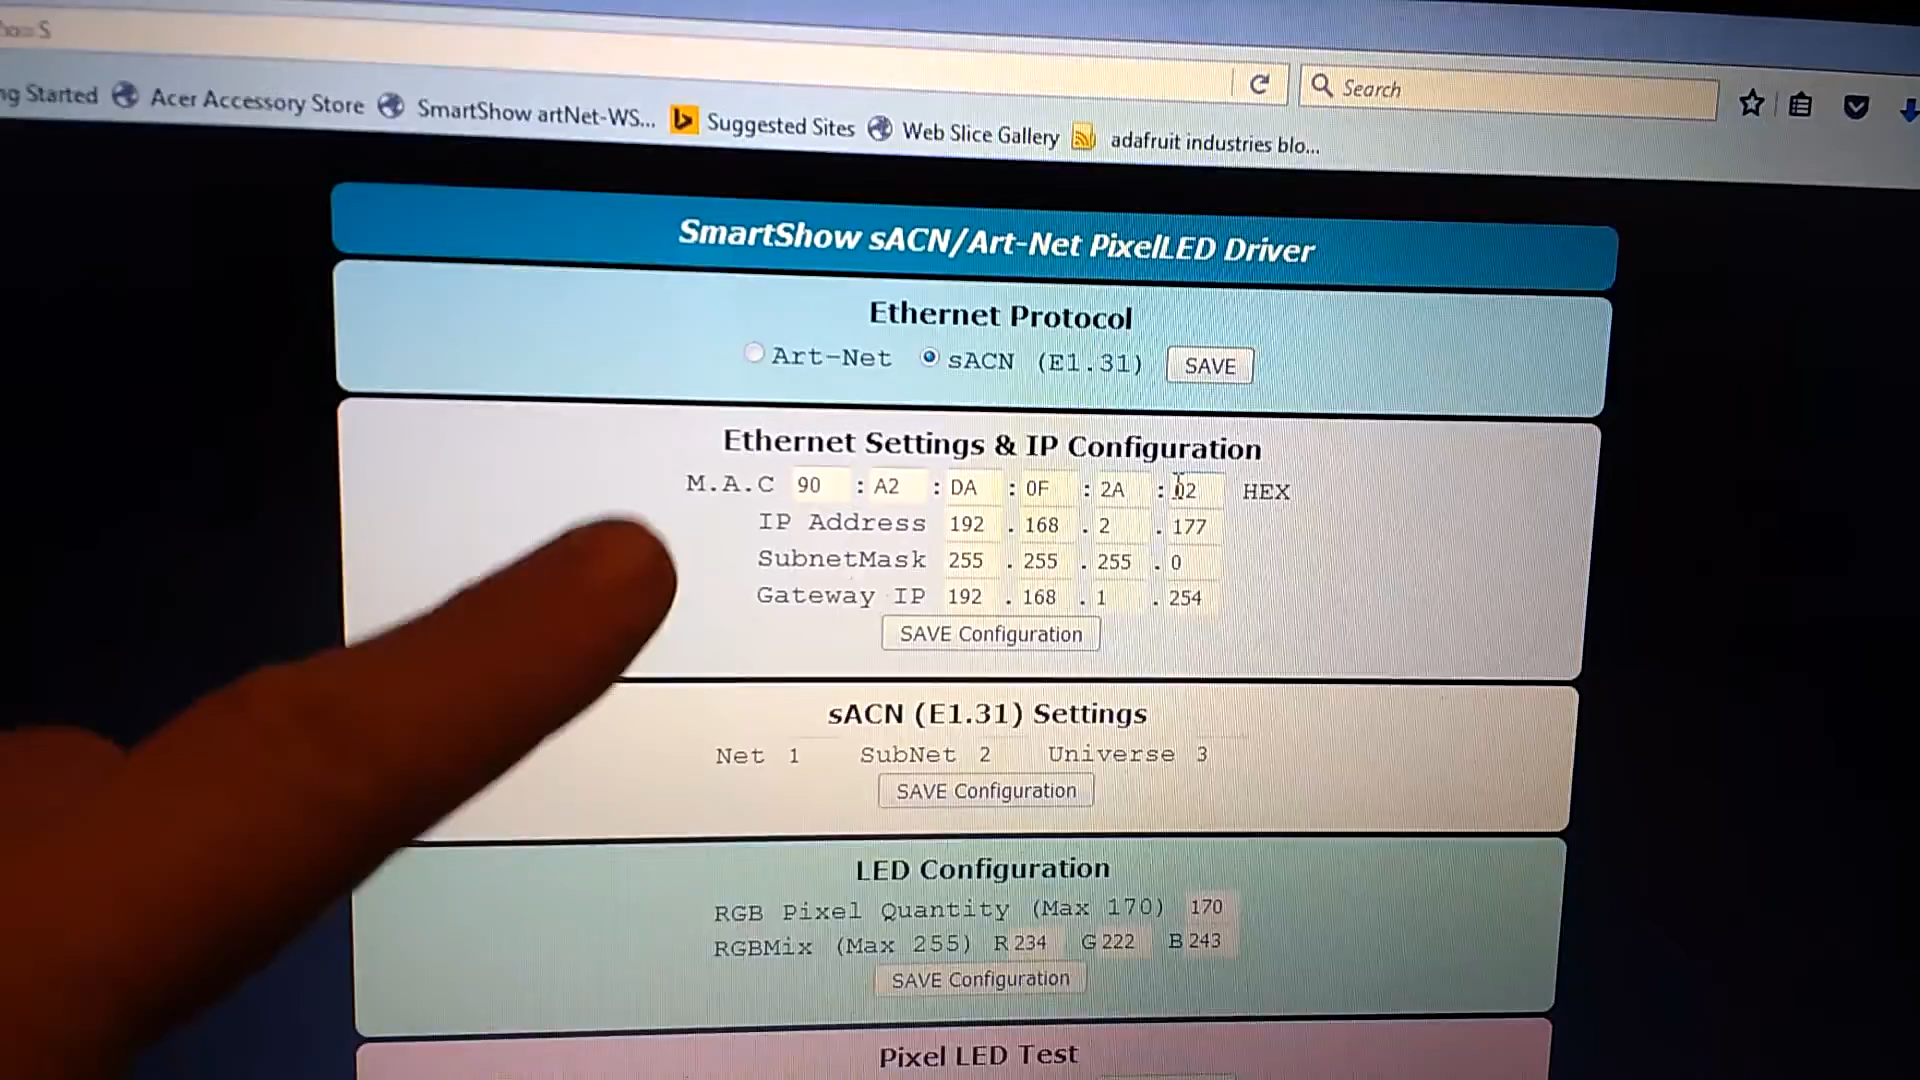 ng Started Acer Accessory Store SmartShow artNet-WS... Suggested Sites Web Slice Gallery adafruit industries blo...
Search
SmartShow sACN/Art-Net PixelLED Driver
Ethernet Protocol
Art-Net sACN (E1.31) SAVE
Ethernet Settings & IP Configuration
M.A.C 90 : A2 : DA : 0F : 2A : 02 HEX
IP Address 192 . 168 . 2 . 177
SubnetMask 255 . 255 . 255 . 0
Gateway IP 192 . 168 . 1 . 254
SAVE Configuration
sACN (E1.31) Settings
Net 1 SubNet 2 Universe 3
SAVE Configuration
LED Configuration
RGB Pixel Quantity (Max 170) 170
RGBMix (Max 255) R 234 G 222 B 243
SAVE Configuration
Pixel LED Test